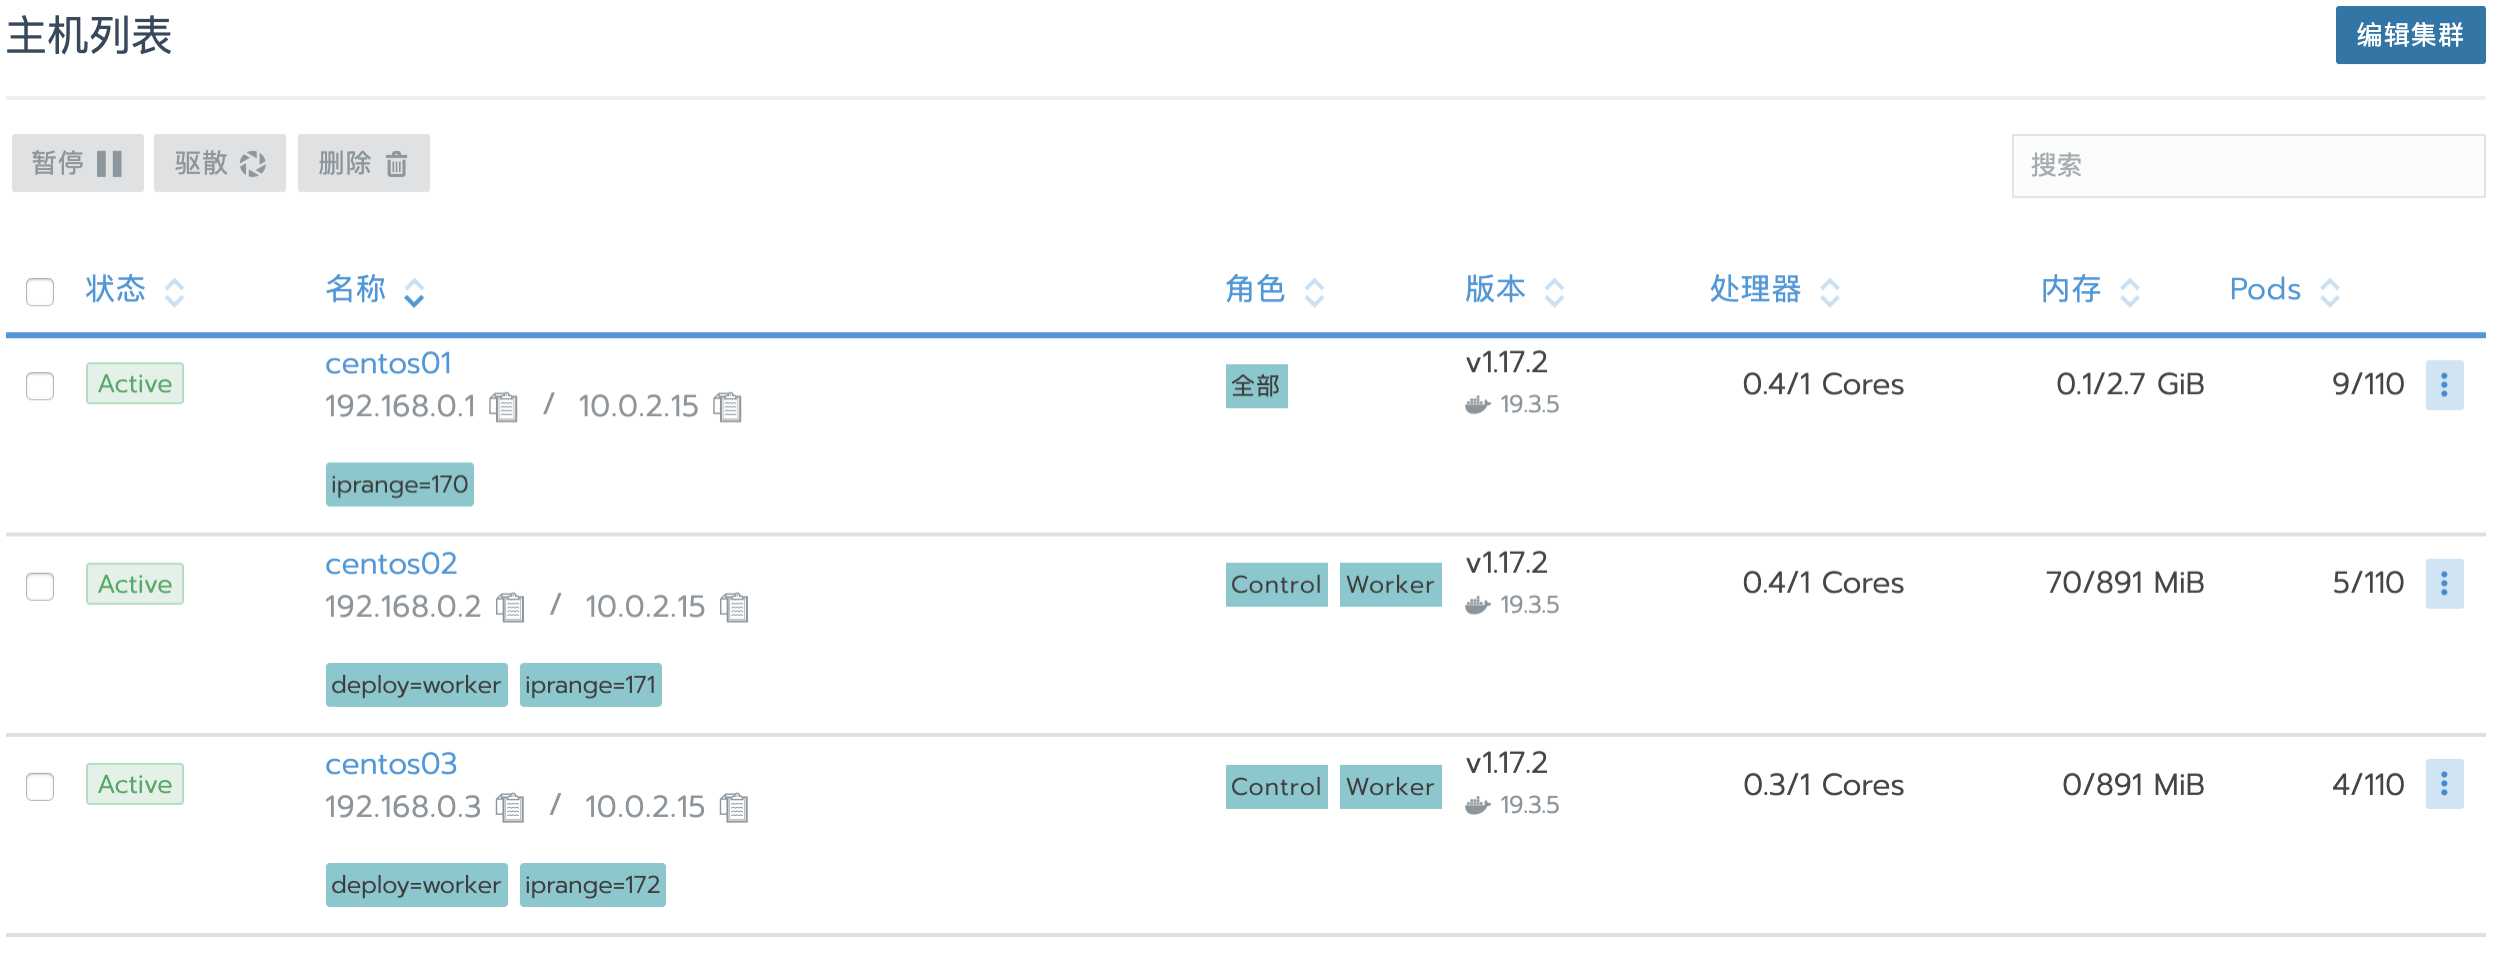 主机列表
编辑集群
暂停 驱散 删除
搜索
状态 名称 角色 版本 处理器 内存 Pods
Active centos01 全部 v1.17.2 0.4/1 Cores 0.1/2.7 GiB 9/110
192.168.0.1 / 10.0.2.15 19.3.5
iprange=170
Active centos02 Control Worker v1.17.2 0.4/1 Cores 70/891 MiB 5/110
192.168.0.2 / 10.0.2.15 19.3.5
deploy=worker iprange=171
Active centos03 Control Worker v1.17.2 0.3/1 Cores 0/891 MiB 4/110
192.168.0.3 / 10.0.2.15 19.3.5
deploy=worker iprange=172